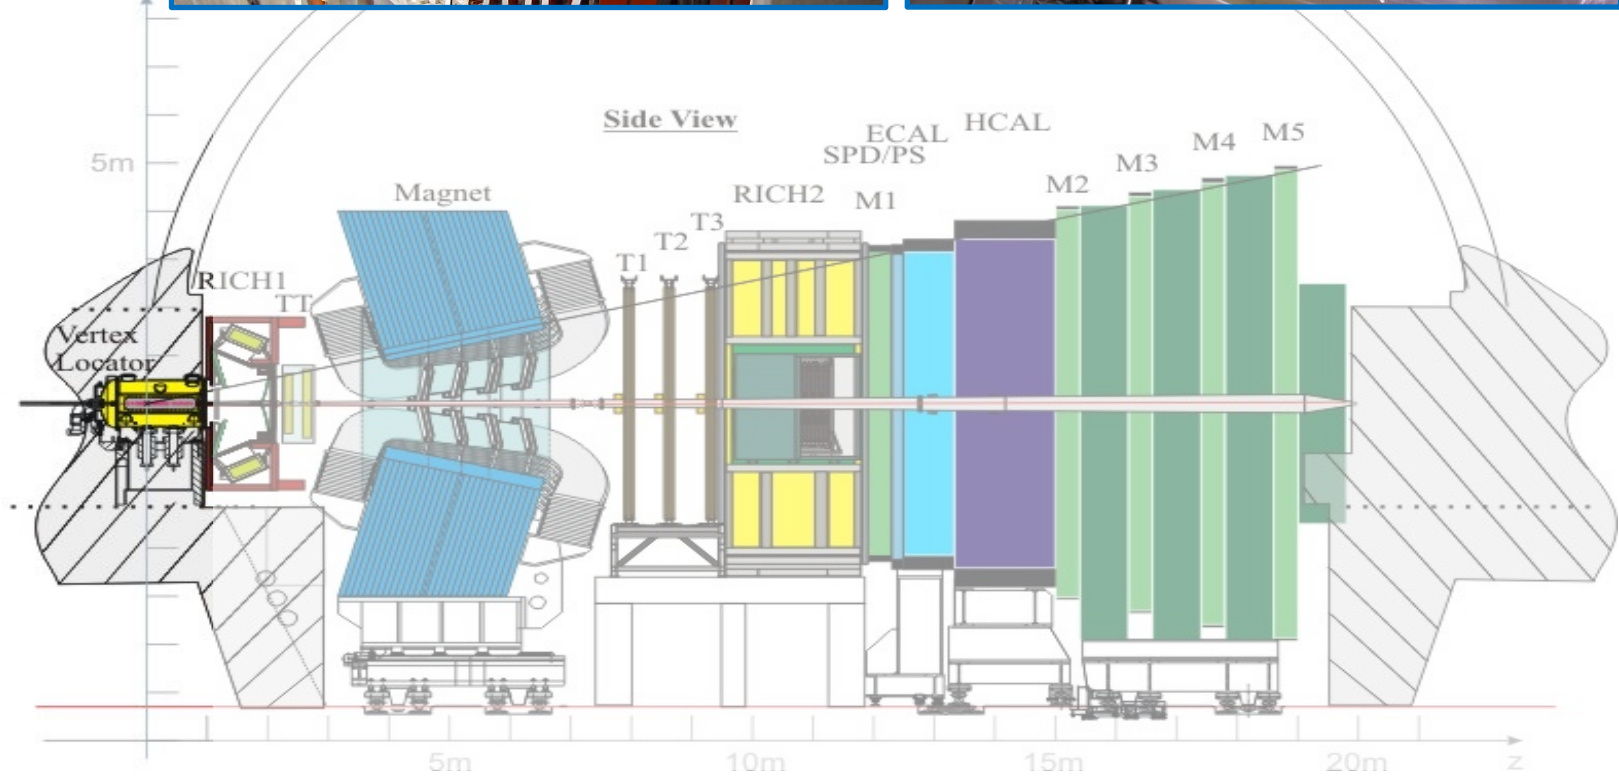 Side View
ECAL
HCAL
SPD/PS
M5
M4
M3
M2
5m
Magnet
RICH2
M1
T3
T2
T1
RICH1
TT
Vertex
Locator
5m
10m
15m
20m
z